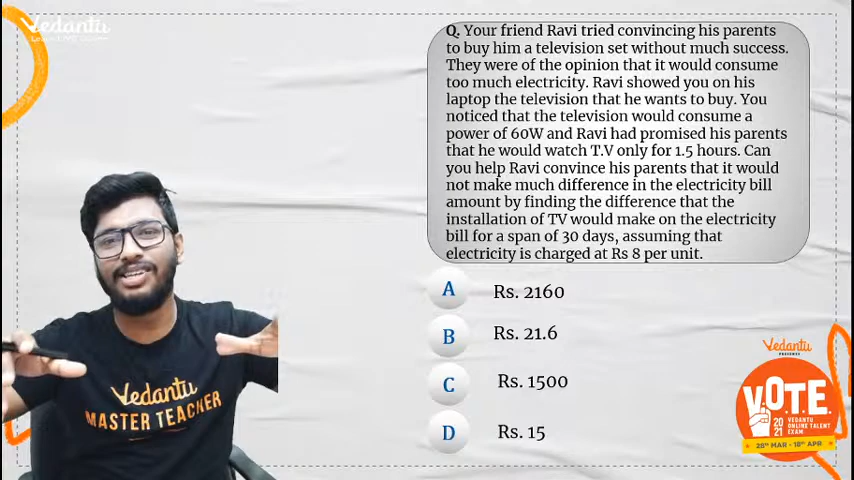 Vedantu
Learn LIVE Online
Q. Your friend Ravi tried convincing his parents
to buy him a television set without much success.
They were of the opinion that it would consume
too much electricity. Ravi showed you on his
laptop the television that he wants to buy. You
noticed that the television would consume a
power of 60W and Ravi had promised his parents
that he would watch T.V only for 1.5 hours. Can
you help Ravi convince his parents that it would
not make much difference in the electricity bill
amount by finding the difference that the
installation of TV would make on the electricity
bill for a span of 30 days, assuming that
electricity is charged at Rs 8 per unit.
A Rs. 2160
B Rs. 21.6
C Rs. 1500
D Rs. 15
Vedantu
MASTER TEACHER
Vedantu
PRESENTS
V.O.T.E.
2021
VEDANTU
ONLINE TALENT
EXAM
28th MAR - 18th APR